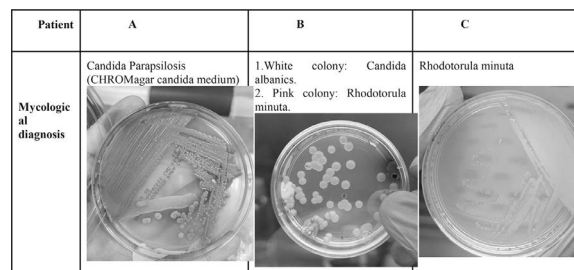 Patient
A
B
C
Mycologic
al
diagnosis
Candida Parapsilosis
(CHROMagar candida medium)
1.White colony: Candida
albanics.
2. Pink colony: Rhodotorula
minuta.
Rhodotorula minuta